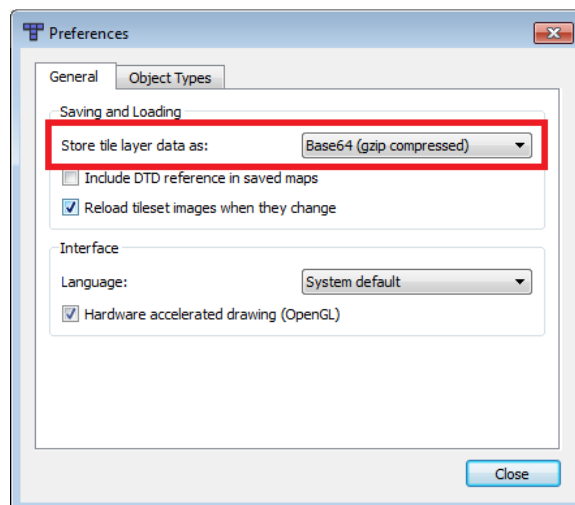 Preferences
General Object Types
Saving and Loading
Store tile layer data as: Base64 (gzip compressed)
Include DTD reference in saved maps
Reload tileset images when they change
Interface
Language: System default
Hardware accelerated drawing (OpenGL)
Close